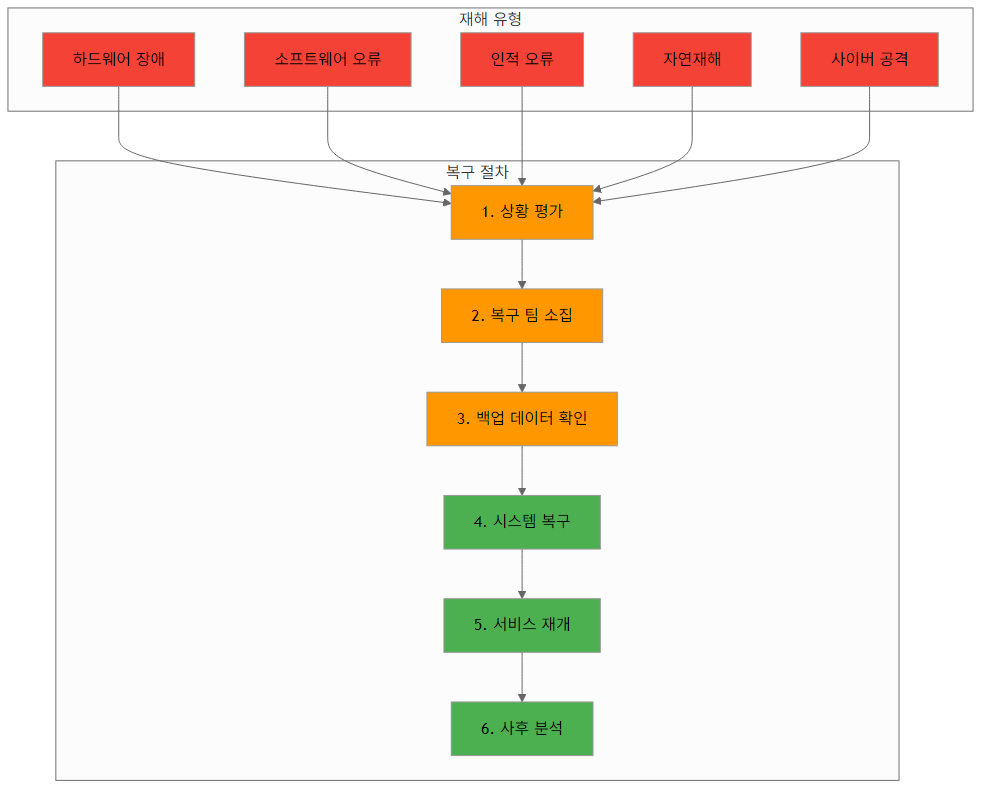 재해 유형
하드웨어 장애
소프트웨어 오류
인적 오류
자연재해
사이버 공격
복구 절차
1. 상황 평가
2. 복구 팀 소집
3. 백업 데이터 확인
4. 시스템 복구
5. 서비스 재개
6. 사후 분석